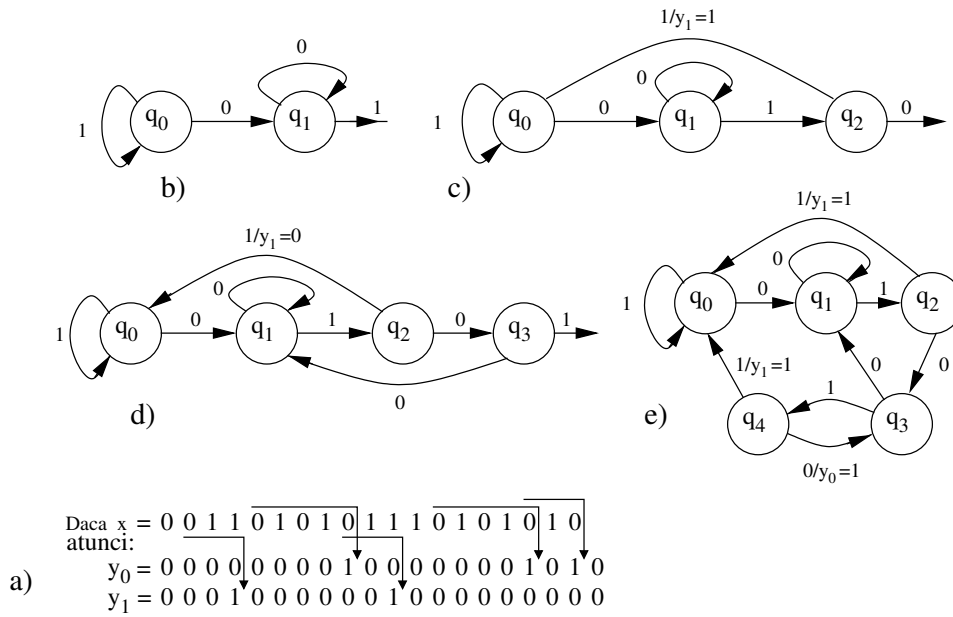 1/y1=1
0
0
1
q0
0
q1
1
1
q0
0
q1
1
q2
0
b)
c)
1/y1=1
1/y1=0
0
0
1
q0
0
q1
1
q2
1
q0
0
q1
1
q2
0
q3
1
0
1/y1=1
0
0
1
q4
q3
d)
e)
0/y0=1
Daca x = 0 0 1 1 0 1 0 1 0 1 1 1 0 1 0 1 0 1 0
atunci:
y0 = 0 0 0 0 0 0 0 0 1 0 0 0 0 0 0 0 1 0 1 0
a)
y1 = 0 0 0 1 0 0 0 0 0 0 1 0 0 0 0 0 0 0 0 0